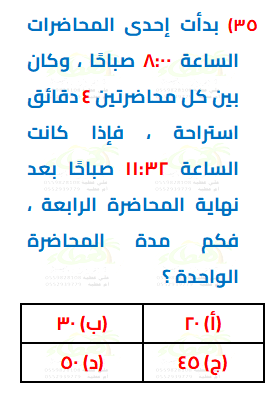 ٣٥) بدأت إحدى المحاضرات
الساعة ٨:٠٠ صباحًا ، وكان
بين كل محاضرتين ٤ دقائق
استراحة ، فإذا كانت
الساعة ١١:٣٢ صباحًا بعد
نهاية المحاضرة الرابعة ،
فكم مدة المحاضرة
الواحدة ؟
(أ) ٢٠ (ب) ٣٠
(ج) ٤٥ (د) ٥٠